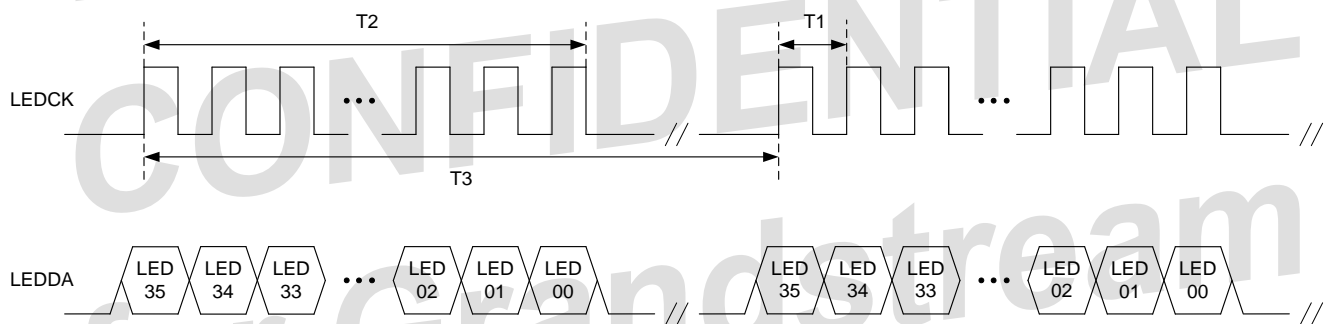 CONFIDENTIAL
for Grandstream
T2
T1
LEDCK
•••
•••
//
//
T3
LEDDA
LED 35
LED 34
LED 33
•••
LED 02
LED 01
LED 00
//
LED 35
LED 34
LED 33
•••
LED 02
LED 01
LED 00
//